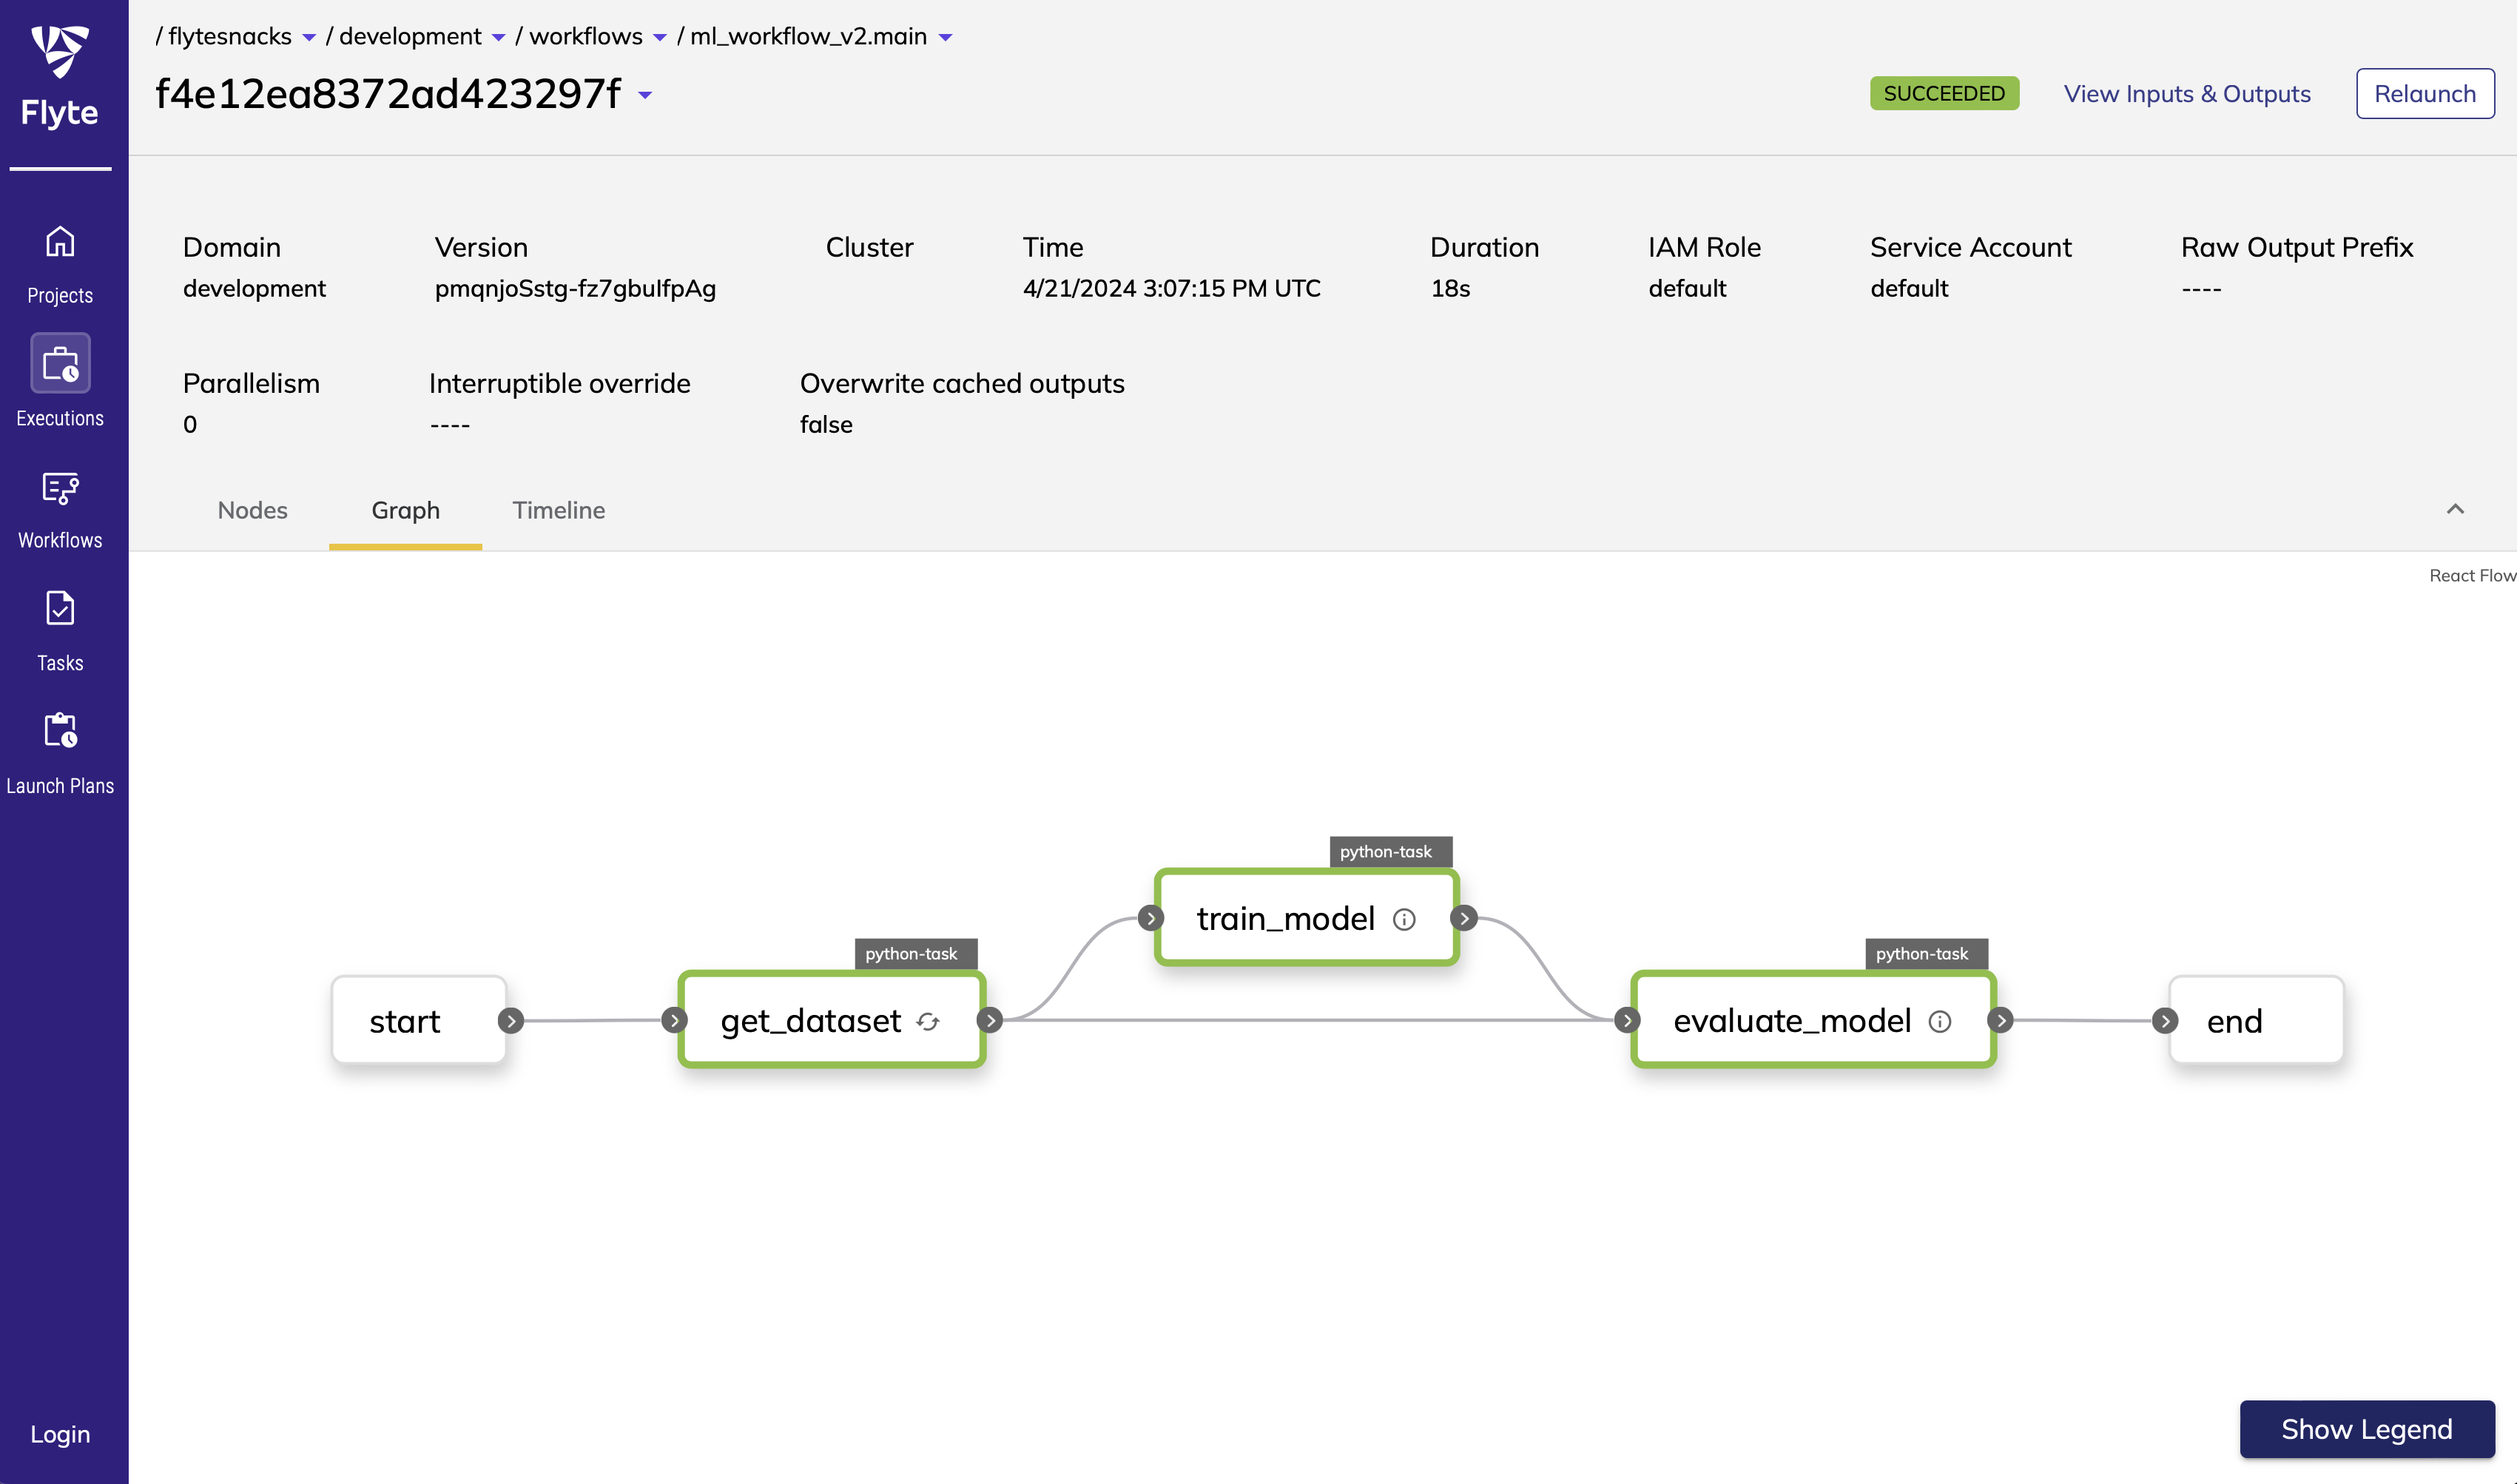 Flyte
Projects
Executions
Workflows
Tasks
Launch Plans
Login
/ flytesnacks / development / workflows / ml_workflow_v2.main
f4e12ea8372ad423297f
SUCCEEDED View Inputs & Outputs Relaunch
Domain Version Cluster Time Duration IAM Role Service Account Raw Output Prefix
development pmqnjoSstg-fz7gbulfpAg 4/21/2024 3:07:15 PM UTC 18s default default ----
Parallelism Interruptible override Overwrite cached outputs
0 ---- false
Nodes Graph Timeline
React Flow
python-task
train_model
python-task python-task
start get_dataset evaluate_model end
Show Legend